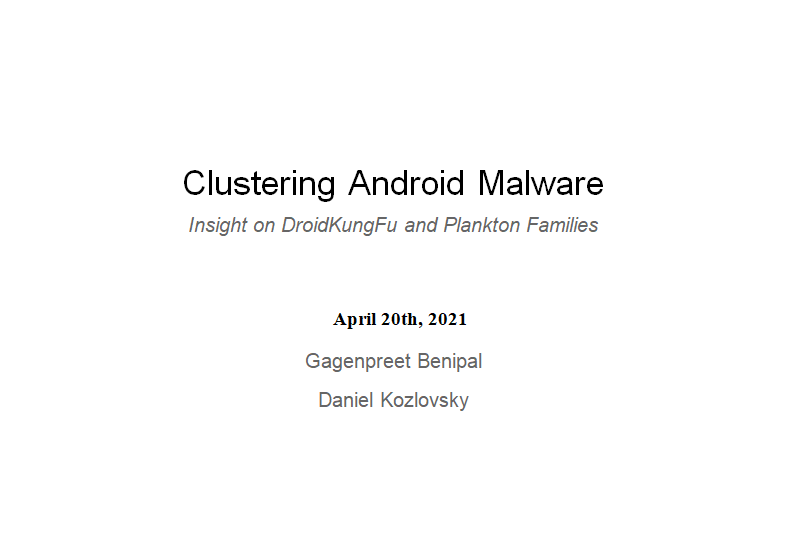 Clustering Android Malware
Insight on DroidKungFu and Plankton Families
April 20th, 2021
Gagenpreet Benipal
Daniel Kozlovsky